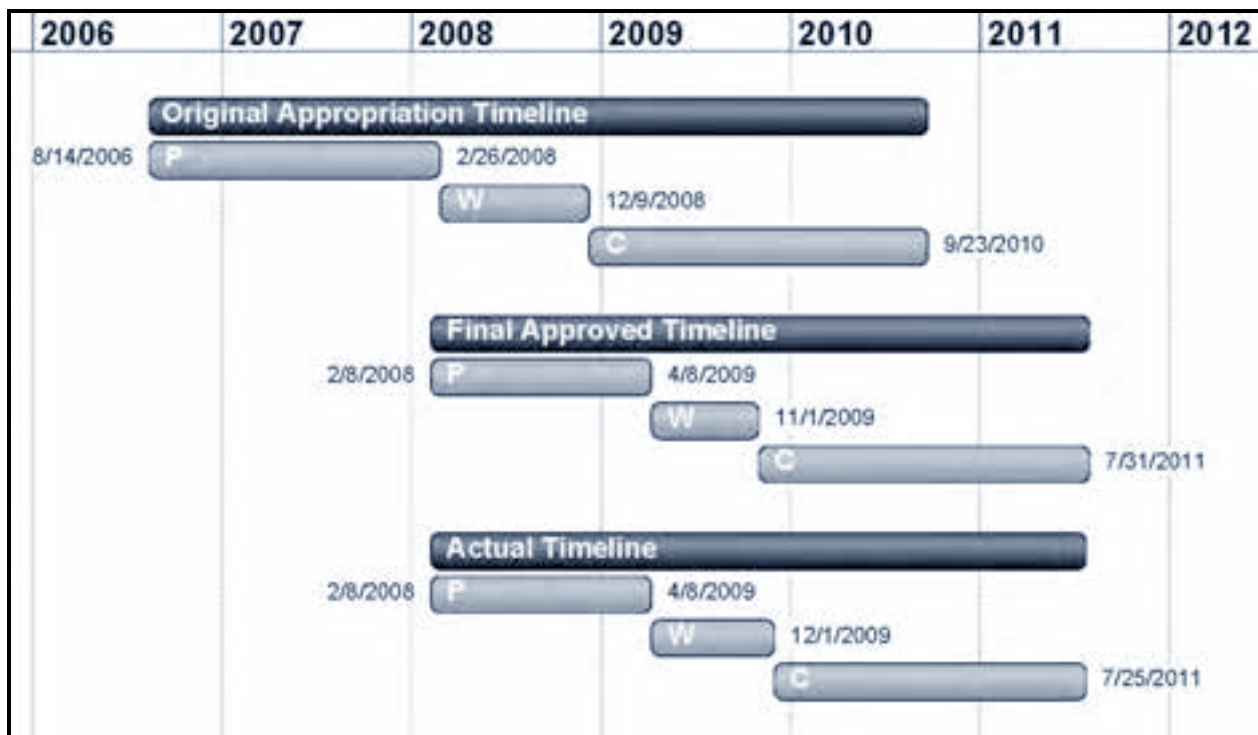 2006 2007 2008 2009 2010 2011 2012
Original Appropriation Timeline
8/14/2006 P 2/26/2008
W 12/9/2008
C 9/23/2010
Final Approved Timeline
2/8/2008 P 4/8/2009
W 11/1/2009
C 7/31/2011
Actual Timeline
2/8/2008 P 4/8/2009
W 12/1/2009
C 7/25/2011